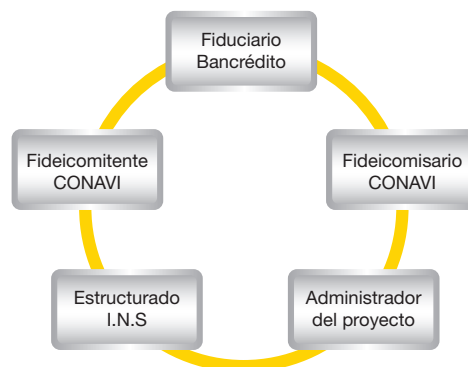 Fiduciario
Bancrédito
Fideicomitente
CONAVI
Fideicomisario
CONAVI
Estructurado
I.N.S
Administrador
del proyecto